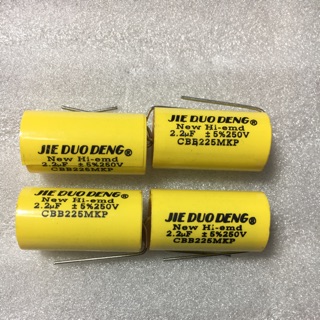 JIE DUO DENG®
New Hi-emd
2.2µF ±5%250V
CBB225MKP
JIE DUO DENG®
New Hi-emd
2.2µF ±5%250V
CBB225MKP
JIE DUO DENG®
New Hi-emd
2.2µF ±5%250V
CBB225MKP
JIE DUO DENG®
New Hi-emd
2.2µF ±5%250V
CBB225MKP